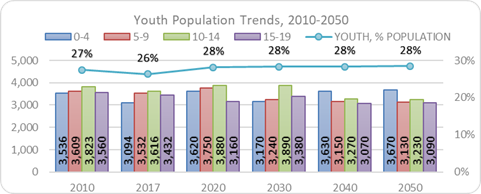 Youth Population Trends, 2010-2050
0-4 5-9 10-14 15-19 YOUTH, % POPULATION
27% 26% 28% 28% 28% 28%
5,000 30%
4,000
3,000 20%
2,000 10%
1,000
0 0%
3,536 3,609 3,823 3,560 3,094 3,532 3,616 3,432 3,620 3,750 3,880 3,160 3,170 3,240 3,890 3,380 3,630 3,150 3,270 3,070 3,670 3,130 3,230 3,090
2010 2017 2020 2030 2040 2050